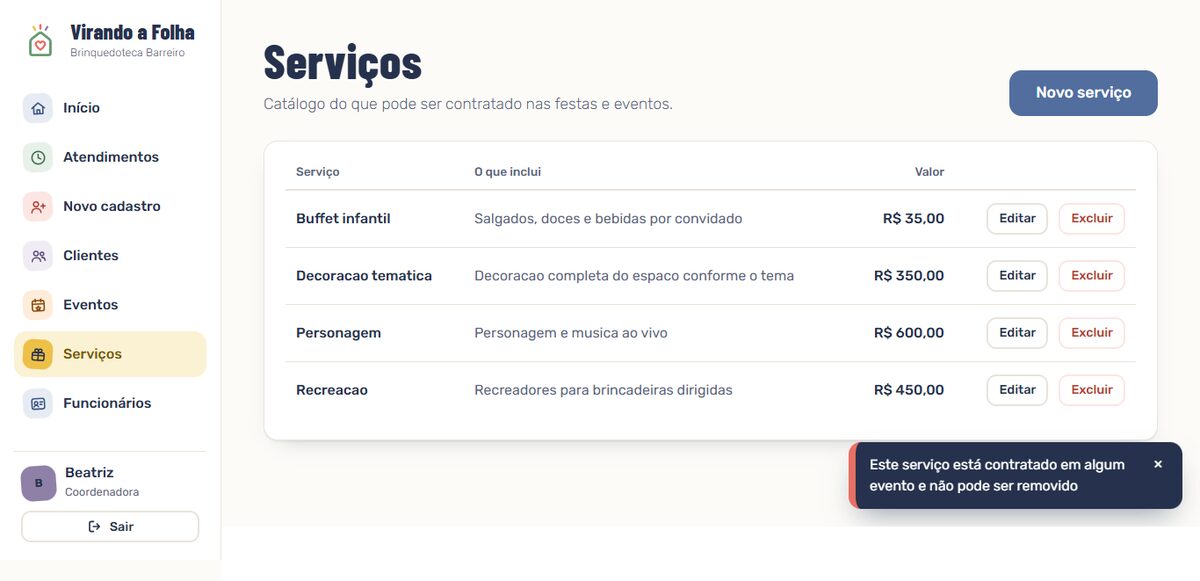 Virando a Folha
Brinquedoteca Barreiro
Início
Atendimentos
Novo cadastro
Clientes
Eventos
Serviços
Funcionários
B
Beatriz
Coordenadora
Sair
Serviços
Catálogo do que pode ser contratado nas festas e eventos.
Novo serviço
Serviço O que inclui Valor
Buffet infantil Salgados, doces e bebidas por convidado R$ 35,00 Editar Excluir
Decoracao tematica Decoracao completa do espaco conforme o tema R$ 350,00 Editar Excluir
Personagem Personagem e musica ao vivo R$ 600,00 Editar Excluir
Recreacao Recreadores para brincadeiras dirigidas R$ 450,00 Editar Excluir
Este serviço está contratado em algum ×
evento e não pode ser removido